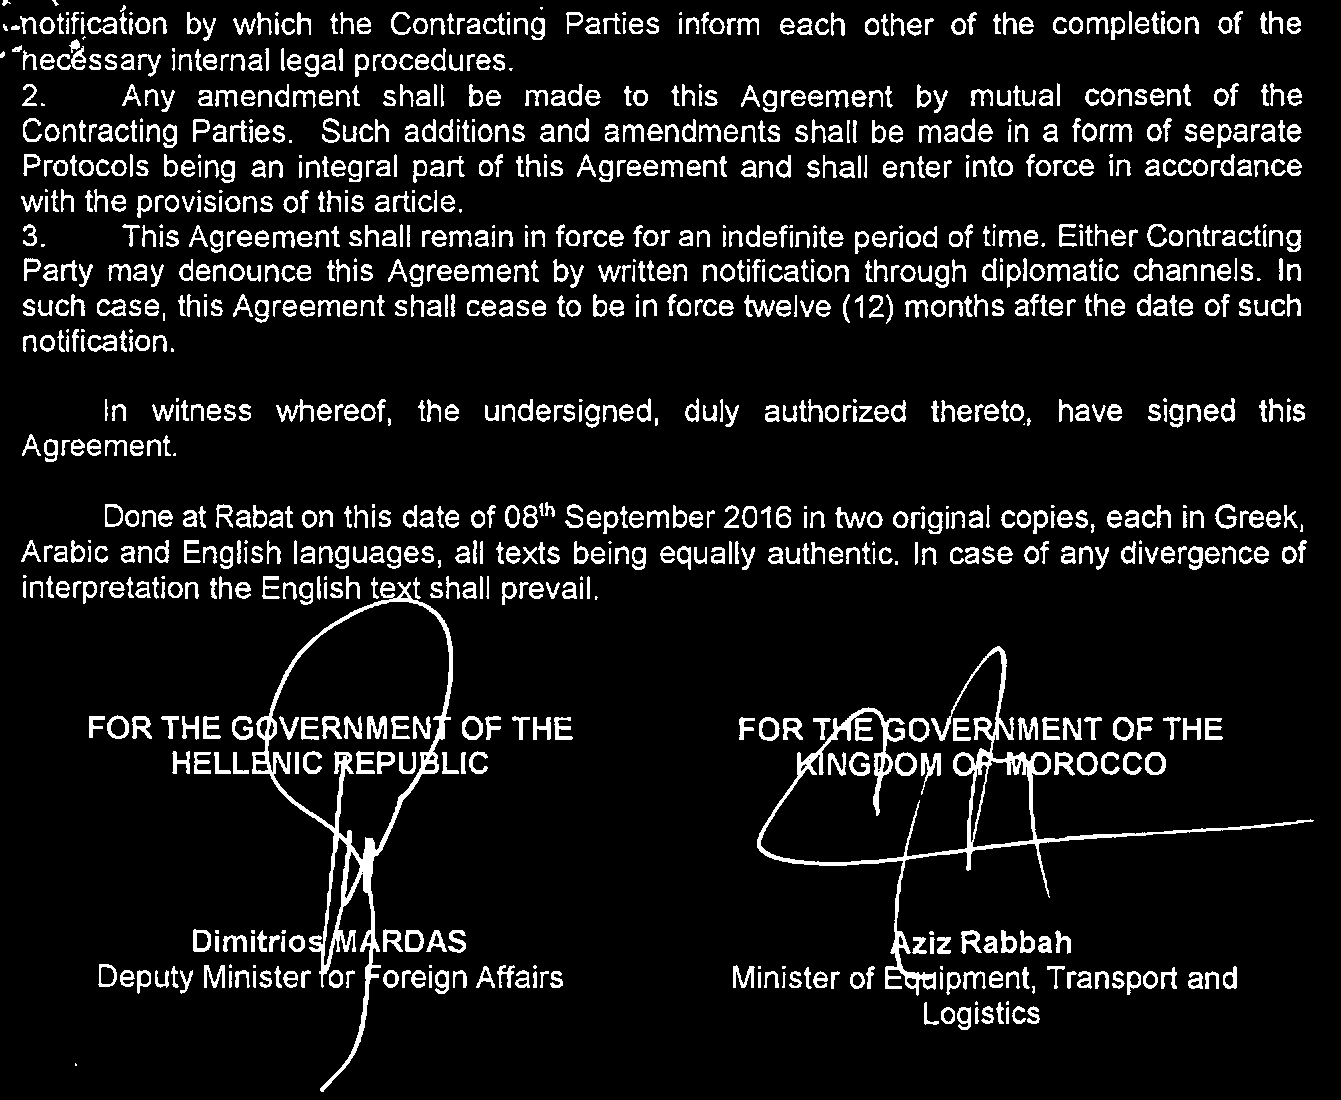 notification by which the Contracting Parties inform each other of the completion of the
necessary internal legal procedures.
2. Any amendment shall be made to this Agreement by mutual consent of the
Contracting Parties. Such additions and amendments shall be made in a form of separate
Protocols being an integral part of this Agreement and shall enter into force in accordance
with the provisions of this article.
3. This Agreement shall remain in force for an indefinite period of time. Either Contracting
Party may denounce this Agreement by written notification through diplomatic channels. In
such case, this Agreement shall cease to be in force twelve (12) months after the date of such
notification.
In witness whereof, the undersigned, duly authorized thereto, have signed this
Agreement.
Done at Rabat on this date of 08th September 2016 in two original copies, each in Greek,
Arabic and English languages, all texts being equally authentic. In case of any divergence of
interpretation the English text shall prevail.
FOR THE GOVERNMENT OF THE
HELLENIC REPUBLIC
Dimitrios MARDAS
Deputy Minister for Foreign Affairs
FOR THE GOVERNMENT OF THE
KINGDOM OF MOROCCO
Aziz Rabbah
Minister of Equipment, Transport and
Logistics